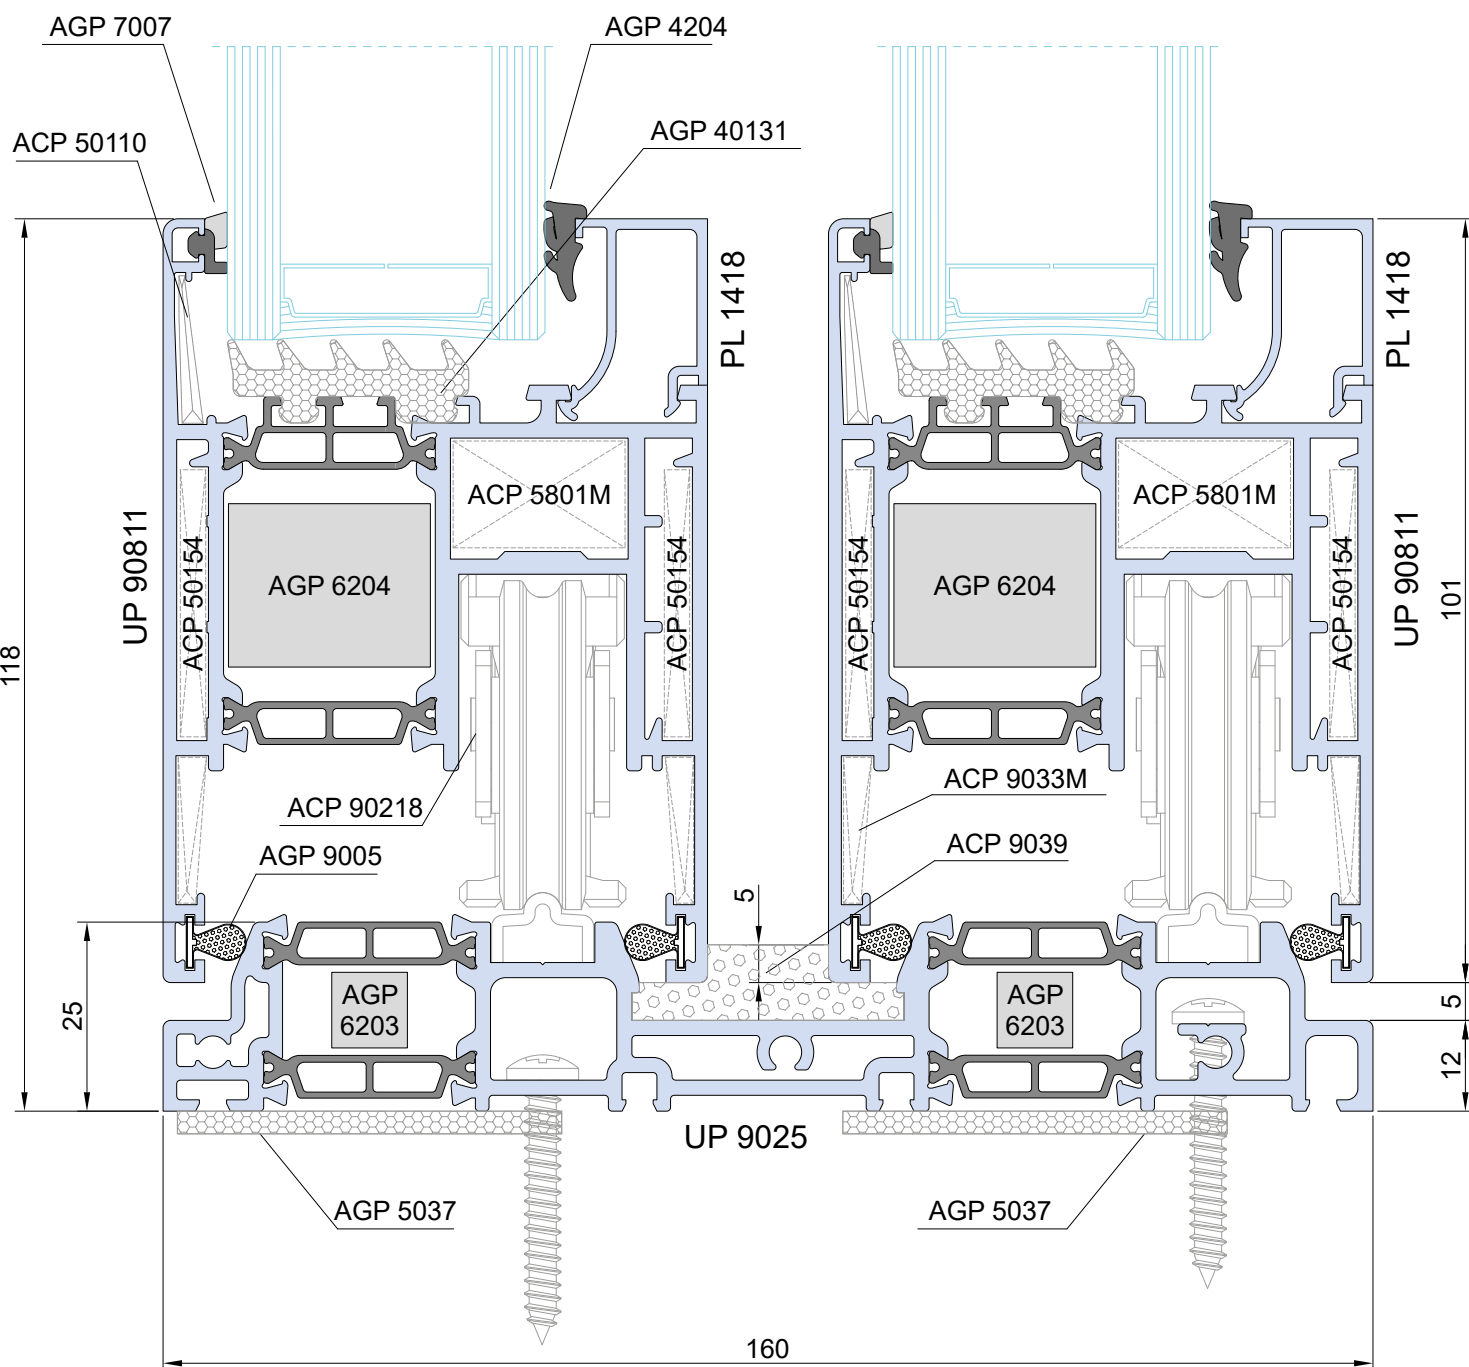 AGP 7007
AGP 4204
ACP 50110
AGP 40131
PL 1418
PL 1418
ACP 5801M
ACP 5801M
UP 90811
ACP 50154
AGP 6204
ACP 50154
ACP 50154
AGP 6204
ACP 50154
UP 90811
101
118
ACP 90218
ACP 9033M
AGP 9005
ACP 9039
5
25
AGP
6203
AGP
6203
5
12
UP 9025
AGP 5037
AGP 5037
160